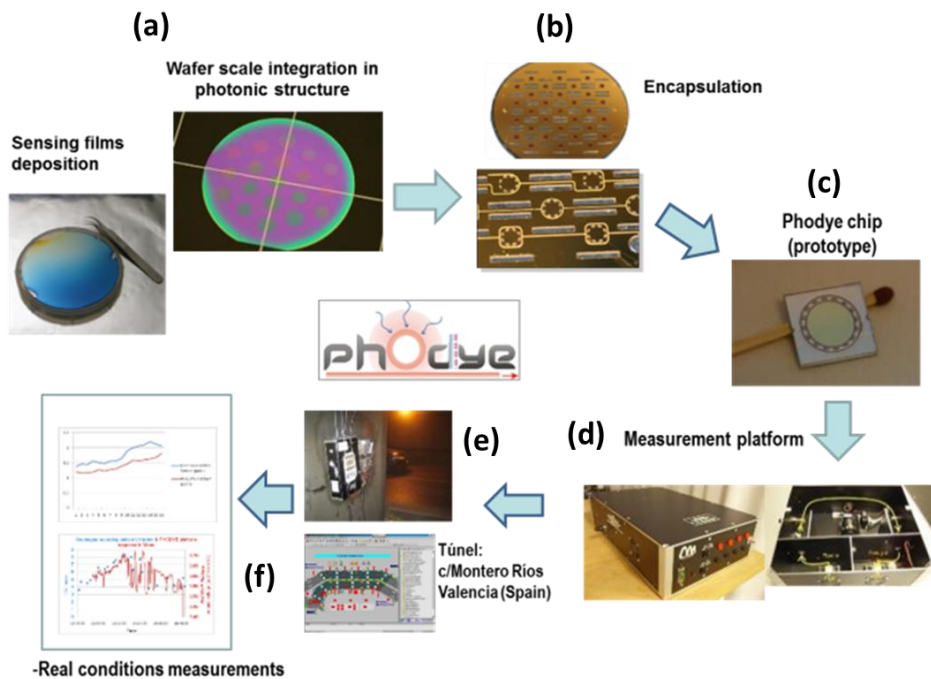 (a)
Wafer scale integration in
photonic structure
Sensing films
deposition
(b)
Encapsulation
(c)
Phodye chip
(prototype)
phodye
(d)
Measurement platform
(e)
Túnel:
c/Montero Ríos
Valencia (Spain)
(f)
-Real conditions measurements